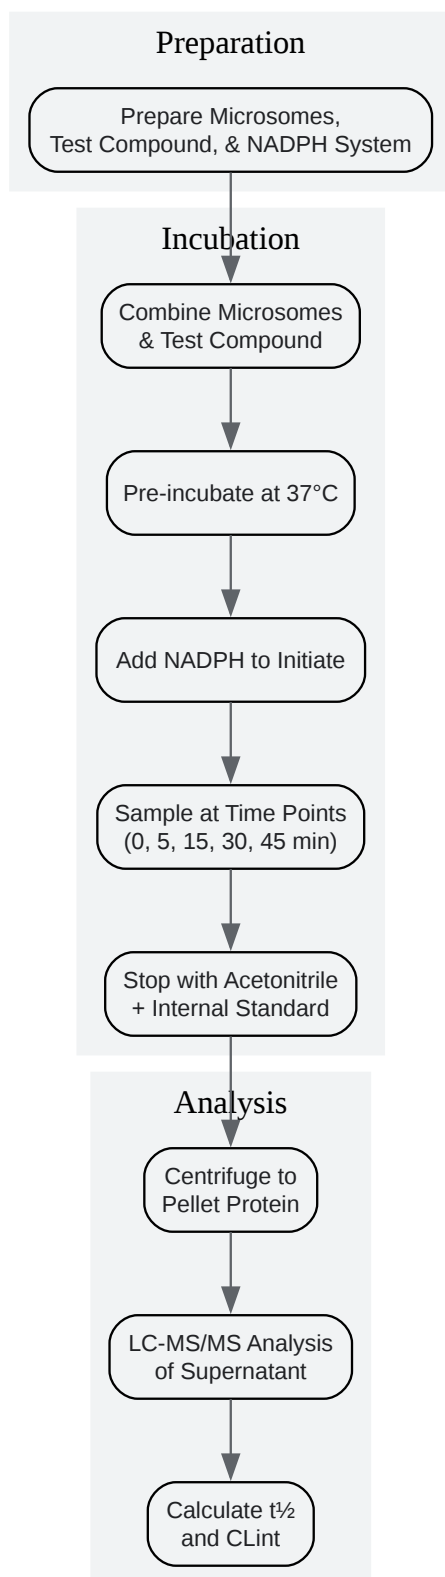 Preparation
Prepare Microsomes,
Test Compound, & NADPH System
Incubation
Combine Microsomes
& Test Compound
Pre-incubate at 37°C
Add NADPH to Initiate
Sample at Time Points
(0, 5, 15, 30, 45 min)
Stop with Acetonitrile
+ Internal Standard
Analysis
Centrifuge to
Pellet Protein
LC-MS/MS Analysis
of Supernatant
Calculate t½
and CLint